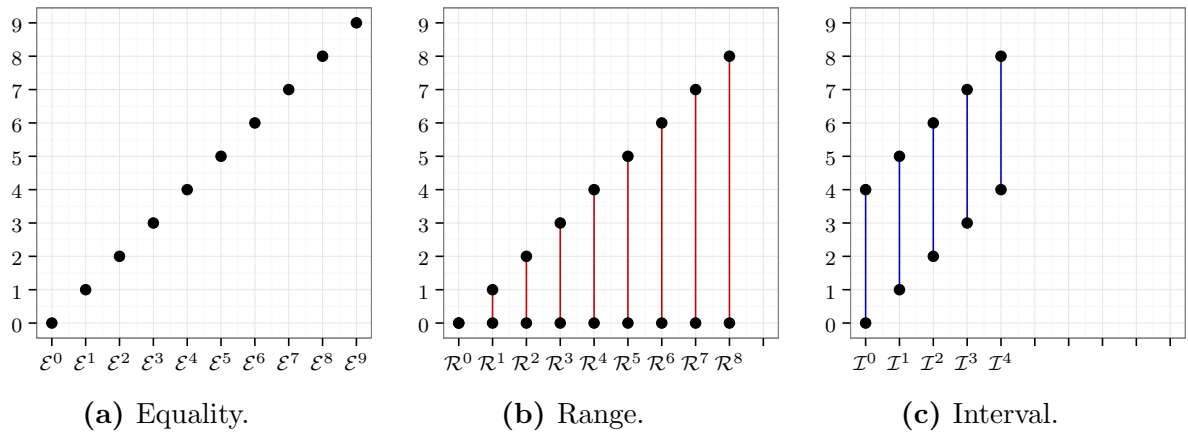 9 9 9
8 8 8
7 7 7
6 6 6
5 5 5
4 4 4
3 3 3
2 2 2
1 1 1
0 0 0
ℰ⁰ ℰ¹ ℰ² ℰ³ ℰ⁴ ℰ⁵ ℰ⁶ ℰ⁷ ℰ⁸ ℰ⁹ ℛ⁰ ℛ¹ ℛ² ℛ³ ℛ⁴ ℛ⁵ ℛ⁶ ℛ⁷ ℛ⁸ ℐ⁰ ℐ¹ ℐ² ℐ³ ℐ⁴
(a) Equality. (b) Range. (c) Interval.